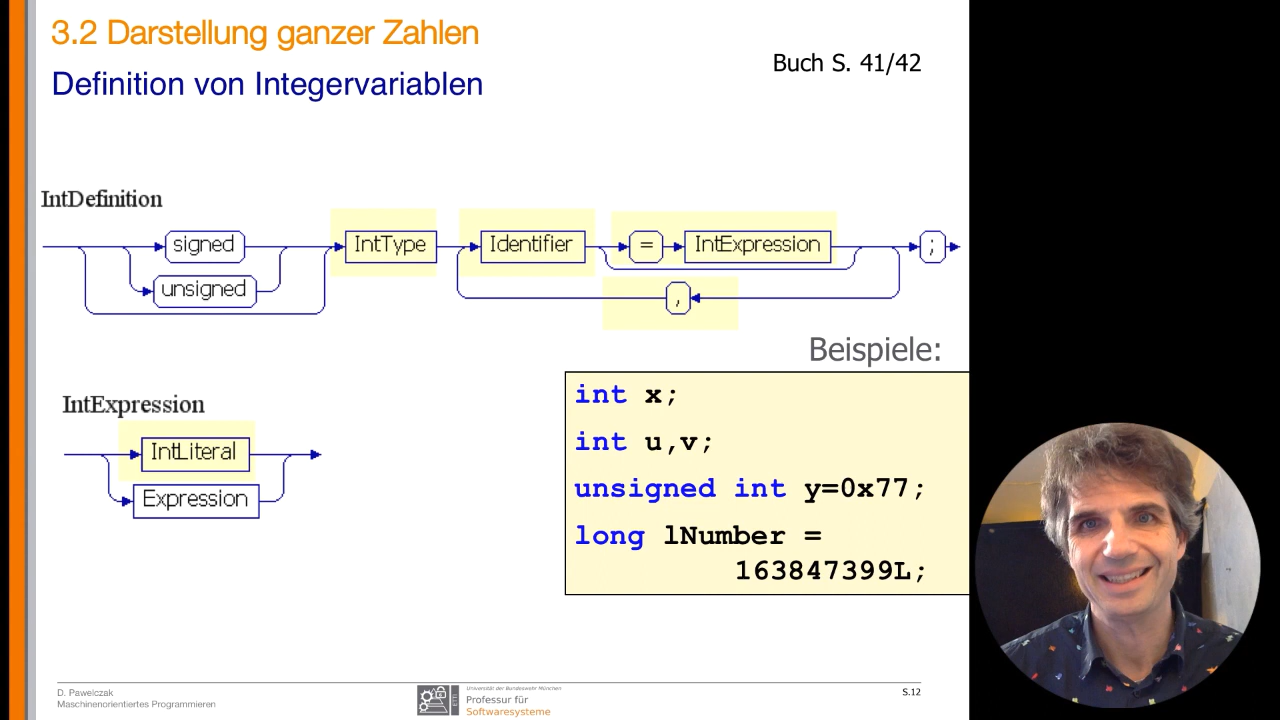 3.2 Darstellung ganzer Zahlen
Buch S. 41/42
Definition von Integervariablen
IntDefinition
signed
unsigned
IntType
Identifier
=
IntExpression
;
,
Beispiele:
int x;
int u,v;
unsigned int y=0x77;
long lNumber =
163847399L;
IntExpression
IntLiteral
Expression
D. Pawelczak
Maschinenorientiertes Programmieren
ETTI
Universität der Bundeswehr München
Professur für
Softwaresysteme
S.12